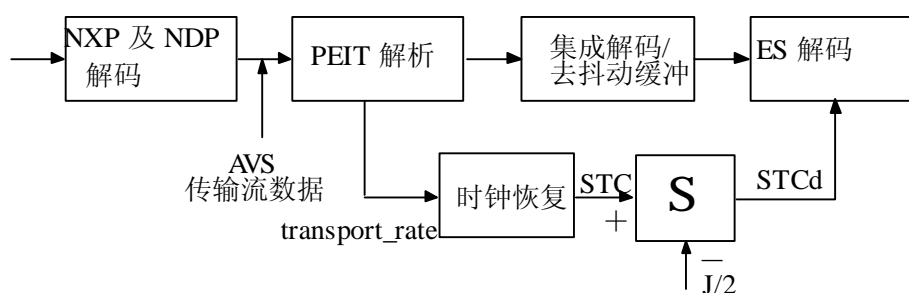 NXP 及 NDP
解码
PEIT 解析
集成解码/
去抖动缓冲
ES 解码
AVS
传输流数据
时钟恢复
STC
+
S
STCd
transport_rate
—
J/2